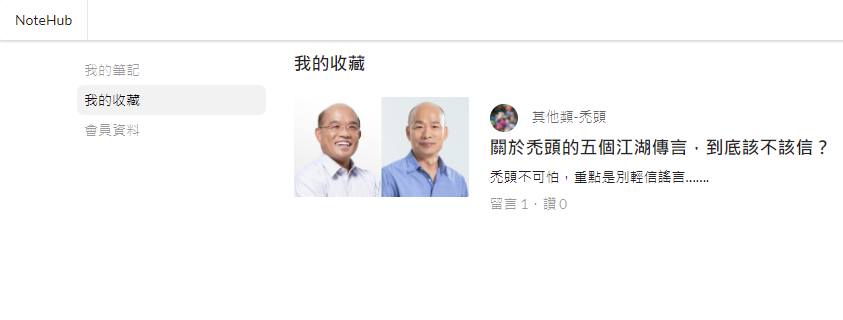 NoteHub
我的筆記
我的收藏
會員資料
我的收藏
其他類-禿頭
關於禿頭的五個江湖傳言，到底該不該信？
禿頭不可怕，重點是別輕信謠言.......
留言 1．讚 0